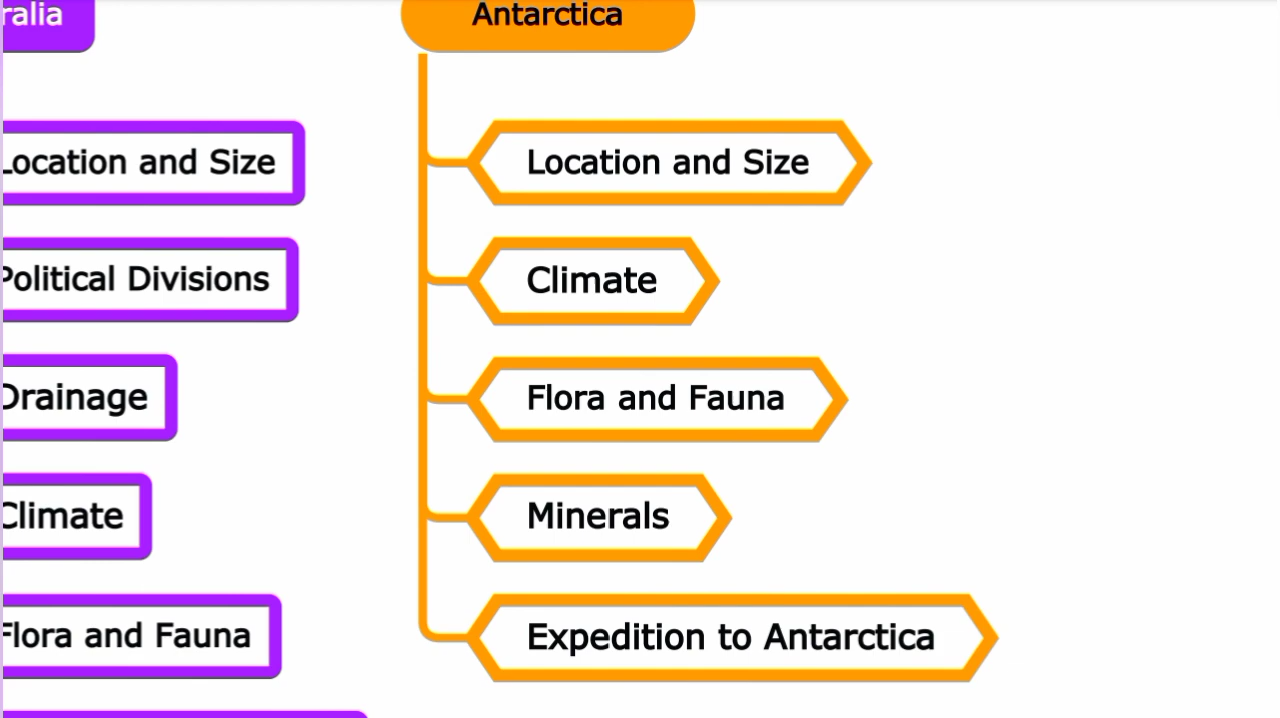 ralia
Location and Size
Political Divisions
Drainage
Climate
Flora and Fauna
Antarctica
Location and Size
Climate
Flora and Fauna
Minerals
Expedition to Antarctica